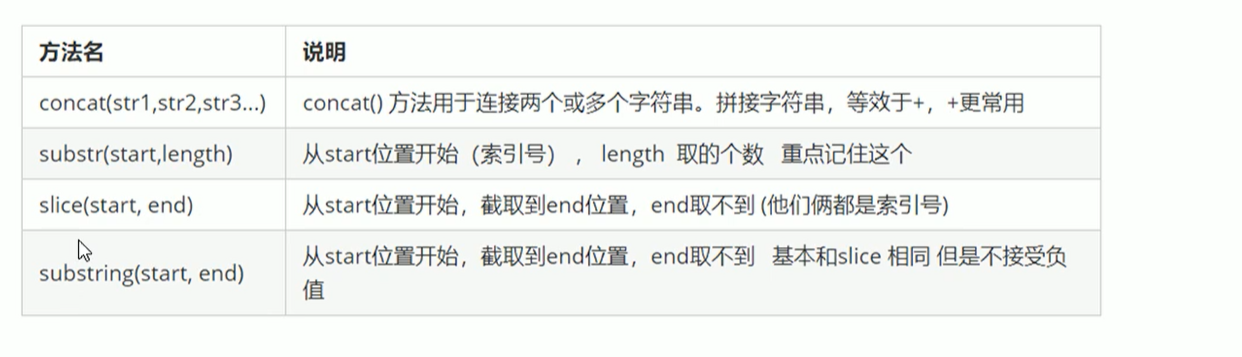 方法名 说明
concat(str1,str2,str3...) concat() 方法用于连接两个或多个字符串。拼接字符串，等效于+，+更常用
substr(start,length) 从start位置开始（索引号）， length 取的个数 重点记住这个
slice(start, end) 从start位置开始，截取到end位置，end取不到 (他们俩都是索引号)
substring(start, end) 从start位置开始，截取到end位置，end取不到 基本和slice 相同 但是不接受负
值